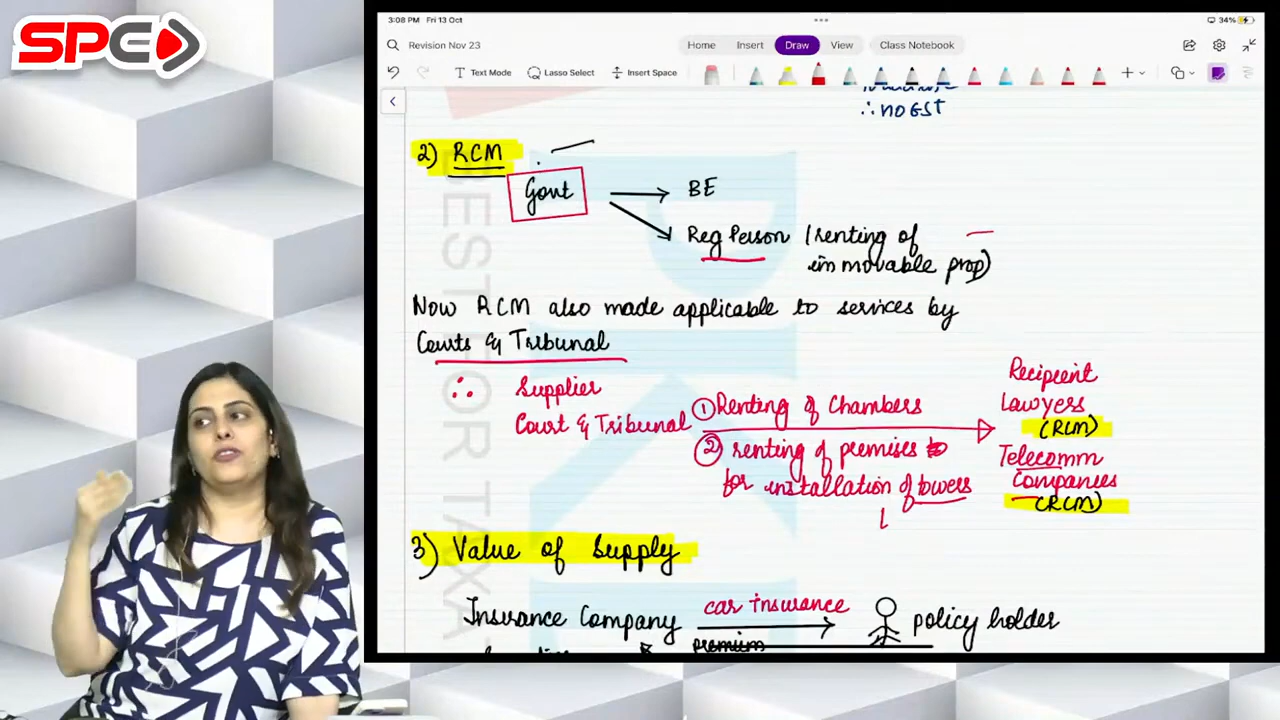 SPE
3:08 PM Fri 13 Oct
34%
Revision Nov 23
Home
Insert
Draw
View
Class Notebook
Text Mode
Lasso Select
Insert Space
∴ no GST
2) RCM
Govt
BE
Reg Person (renting of
immovable prop)
Now RCM also made applicable to services by
Courts & Tribunal
∴ Supplier
Court & Tribunal
① Renting of Chambers
② renting of premises
for installation of towers
Recipient
Lawyers
(RCM)
Telecomm
Companies
(RCM)
3) Value of Supply
Insurance Company
car insurance
premium
policy holder
BEST FOR TAXA